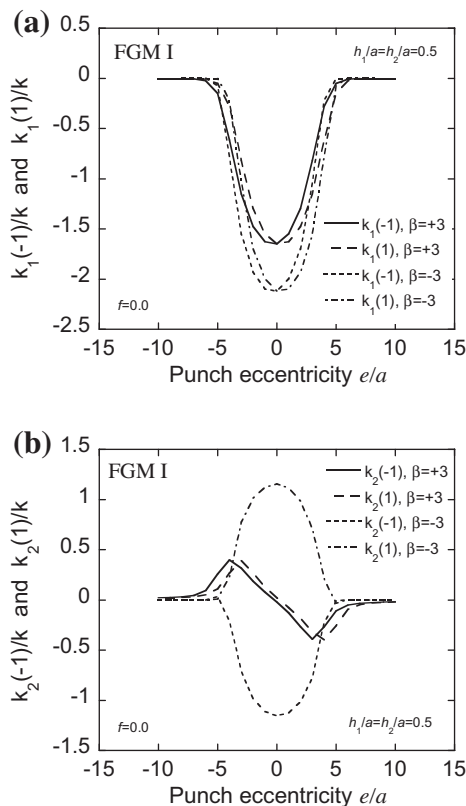 (a)
FGM I
h₁/a=h₂/a=0.5
0.5
0
-0.5
-1
-1.5
-2
-2.5
k₁(-1)/k and k₁(1)/k
k₁(-1), β=+3
k₁(1), β=+3
k₁(-1), β=-3
k₁(1), β=-3
f=0.0
-15 -10 -5 0 5 10 15
Punch eccentricity e/a
(b)
FGM I
1.5
1
0.5
0
-0.5
-1
-1.5
k₂(-1)/k and k₂(1)/k
k₂(-1), β=+3
k₂(1), β=+3
k₂(-1), β=-3
k₂(1), β=-3
f=0.0
h₁/a=h₂/a=0.5
-15 -10 -5 0 5 10 15
Punch eccentricity e/a